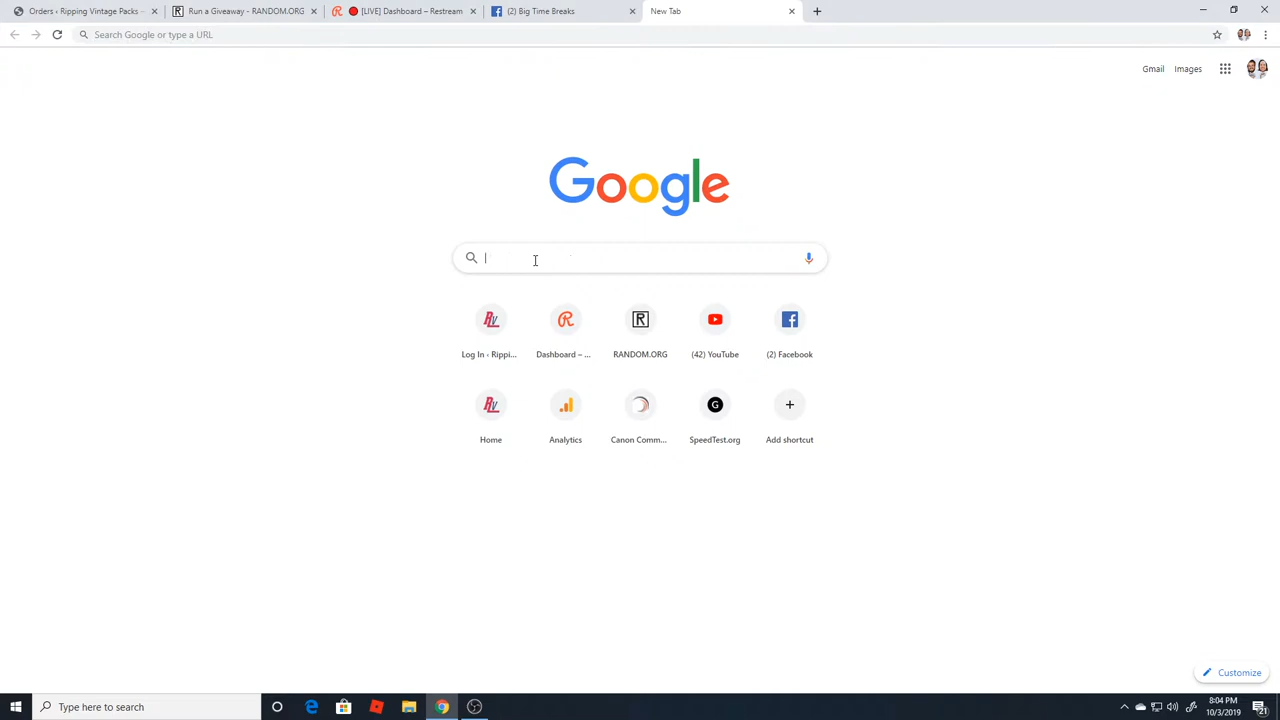 Orders ‹ Ripping Vintage Packs –
Run a Giveaway - RANDOM.ORG
[LIVE] Dashboard – Restream
(2) Big Time Breaks
New Tab
Search Google or type a URL
Gmail
Images
Google
Log In ‹ Rippi...
Dashboard – ...
RANDOM.ORG
(42) YouTube
(2) Facebook
Home
Analytics
Canon Comm...
SpeedTest.org
Add shortcut
Customize
Type here to search
8:04 PM
10/3/2019
21